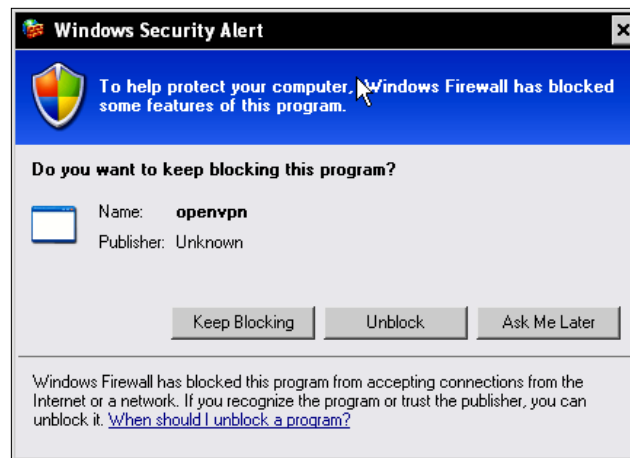 Windows Security Alert
To help protect your computer, Windows Firewall has blocked
some features of this program.
Do you want to keep blocking this program?
Name: openvpn
Publisher: Unknown
Keep Blocking Unblock Ask Me Later
Windows Firewall has blocked this program from accepting connections from the
Internet or a network. If you recognize the program or trust the publisher, you can
unblock it. When should I unblock a program?